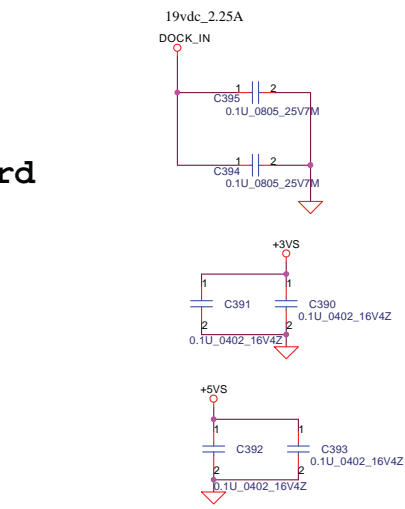 19vdc_2.25A
DOCK_IN
1 2
C395
0.1U_0805_25V7M
rd
1 2
C394
0.1U_0805_25V7M
+3VS
1 1
C391 C390
0.1U_0402_16V4Z
2 2
0.1U_0402_16V4Z
+5VS
1 1
C392 C393
0.1U_0402_16V4Z
2 2
0.1U_0402_16V4Z